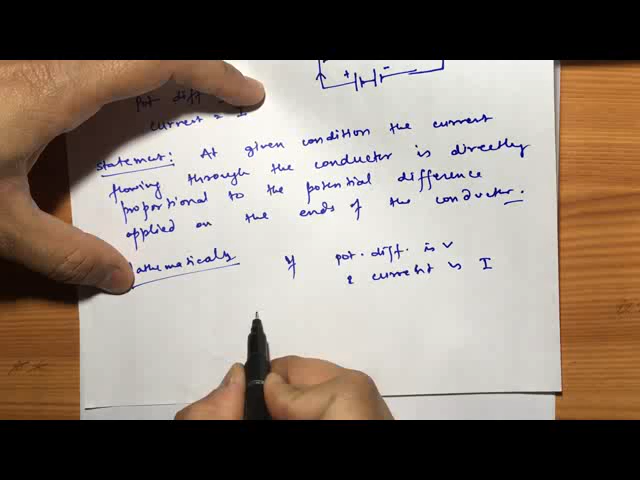 + -
Pot diff
current = I
Statement: At given condition the current
flowing through the conductor is directly
proportional to the potential difference
applied on the ends of the conductor.
athematically if pot. diff. is V
& current is I